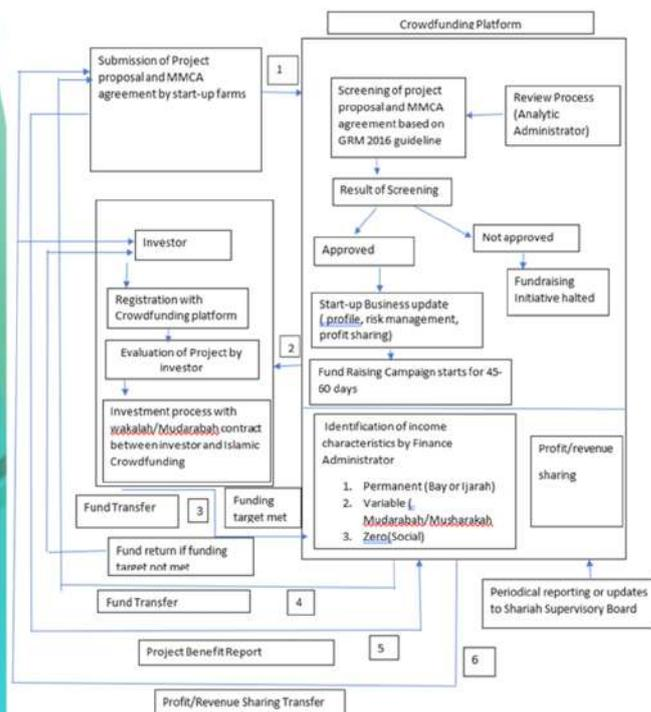 Crowdfunding Platform
Submission of Project
proposal and MMCA
agreement by start-up farms
1
Screening of project
proposal and MMCA
agreement based on
GRM 2016 guideline
Review Process
(Analytic
Administrator)
Result of Screening
Approved
Not approved
Fundraising
Initiative halted
Start-up Business update
( profile, risk management,
profit sharing)
Fund Raising Campaign starts for 45-
60 days
2
Investor
Registration with
Crowdfunding platform
Evaluation of Project by
investor
Investment process with
wakalah/Mudarabah contract
between investor and Islamic
Crowdfunding
Fund Transfer
3
Funding
target met
Fund return if funding
target not met
Identification of income
characteristics by Finance
Administrator
1. Permanent (Bay or Ijarah)
2. Variable (
Mudarabah/Musharakah
3. Zero(Social)
Profit/revenue
sharing
Periodical reporting or updates
to Shariah Supervisory Board
Fund Transfer
4
Project Benefit Report
5
6
Profit/Revenue Sharing Transfer